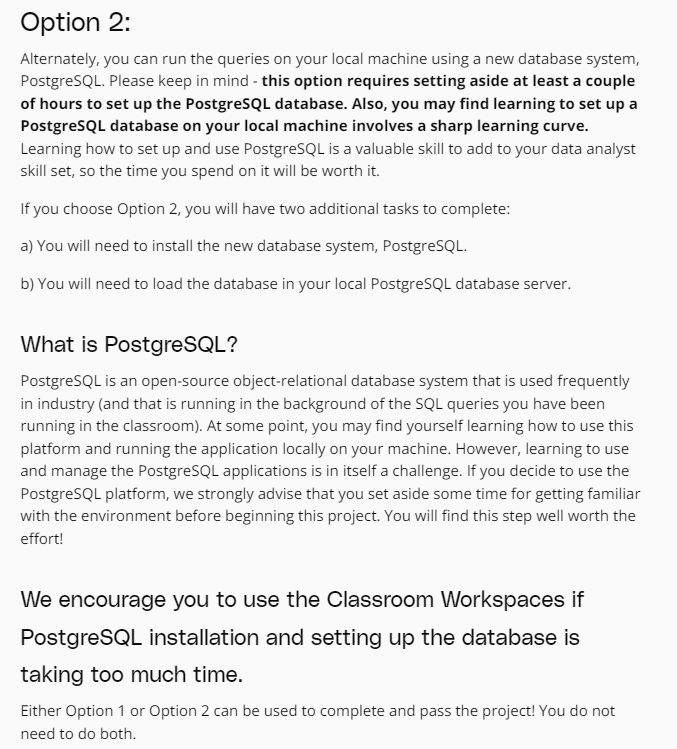 Option 2:
Alternately, you can run the queries on your local machine using a new database system,
PostgreSQL. Please keep in mind - this option requires setting aside at least a couple
of hours to set up the PostgreSQL database. Also, you may find learning to set up a
PostgreSQL database on your local machine involves a sharp learning curve.
Learning how to set up and use PostgreSQL is a valuable skill to add to your data analyst
skill set, so the time you spend on it will be worth it.
If you choose Option 2, you will have two additional tasks to complete:
a) You will need to install the new database system, PostgreSQL.
b) You will need to load the database in your local PostgreSQL database server.
What is PostgreSQL?
PostgreSQL is an open-source object-relational database system that is used frequently
in industry (and that is running in the background of the SQL queries you have been
running in the classroom). At some point, you may find yourself learning how to use this
platform and running the application locally on your machine. However, learning to use
and manage the PostgreSQL applications is in itself a challenge. If you decide to use the
PostgreSQL platform, we strongly advise that you set aside some time for getting familiar
with the environment before beginning this project. You will find this step well worth the
effort!
We encourage you to use the Classroom Workspaces if
PostgreSQL installation and setting up the database is
taking too much time.
Either Option 1 or Option 2 can be used to complete and pass the project! You do not
need to do both.